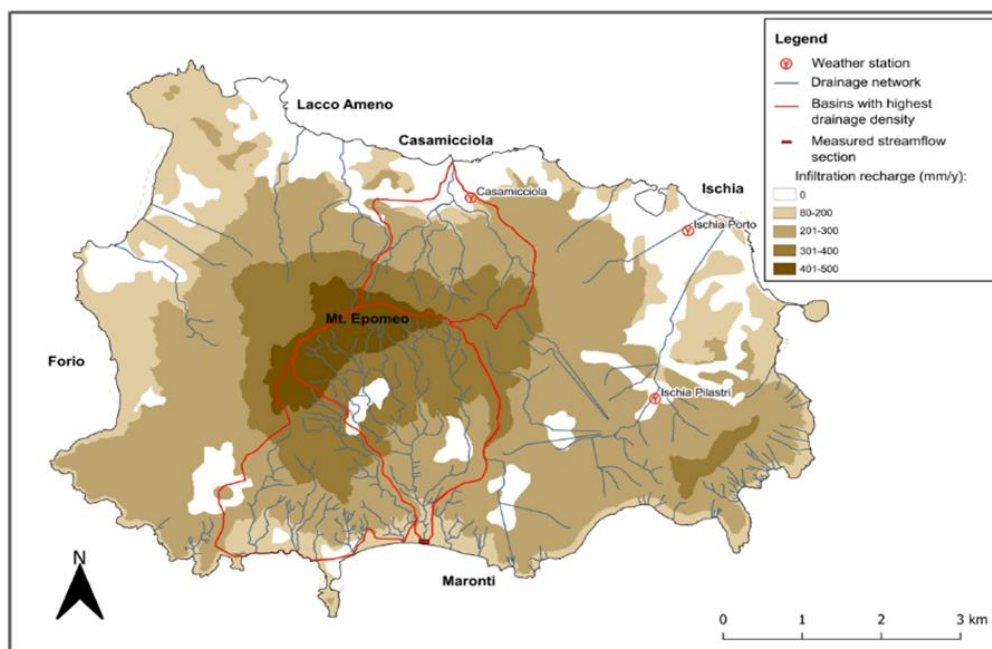 Legend
Weather station
Drainage network
Basins with highest
drainage density
Measured streamflow
section
Infiltration recharge (mm/y):
0
80-200
201-300
301-400
401-500
Lacco Ameno
Casamicciola
Casamicciola
Ischia
Ischia Porto
Mt. Epomeo
Forio
Ischia Pilastri
N
Maronti
0 1 2 3 km